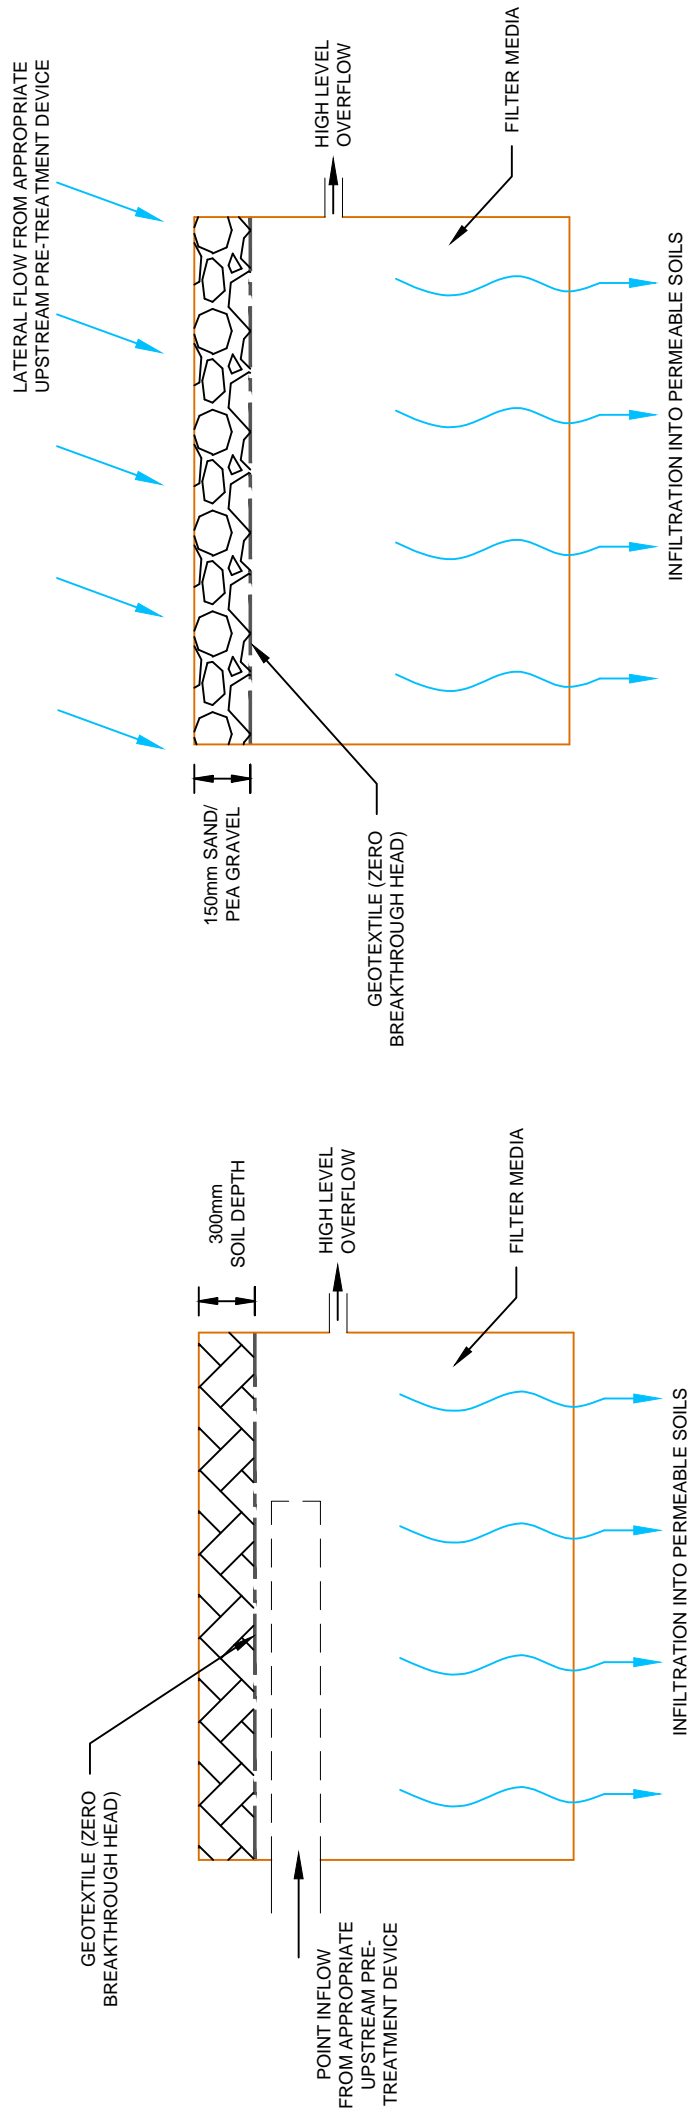 GEOTEXTILE (ZERO
BREAKTHROUGH HEAD)
300mm
SOIL DEPTH
POINT INFLOW
FROM APPROPRIATE
UPSTREAM PRE-
TREATMENT DEVICE
HIGH LEVEL
OVERFLOW
FILTER MEDIA
INFILTRATION INTO PERMEABLE SOILS
LATERAL FLOW FROM APPROPRIATE
UPSTREAM PRE-TREATMENT DEVICE
150mm SAND/
PEA GRAVEL
HIGH LEVEL
OVERFLOW
GEOTEXTILE (ZERO
BREAKTHROUGH HEAD)
FILTER MEDIA
INFILTRATION INTO PERMEABLE SOILS